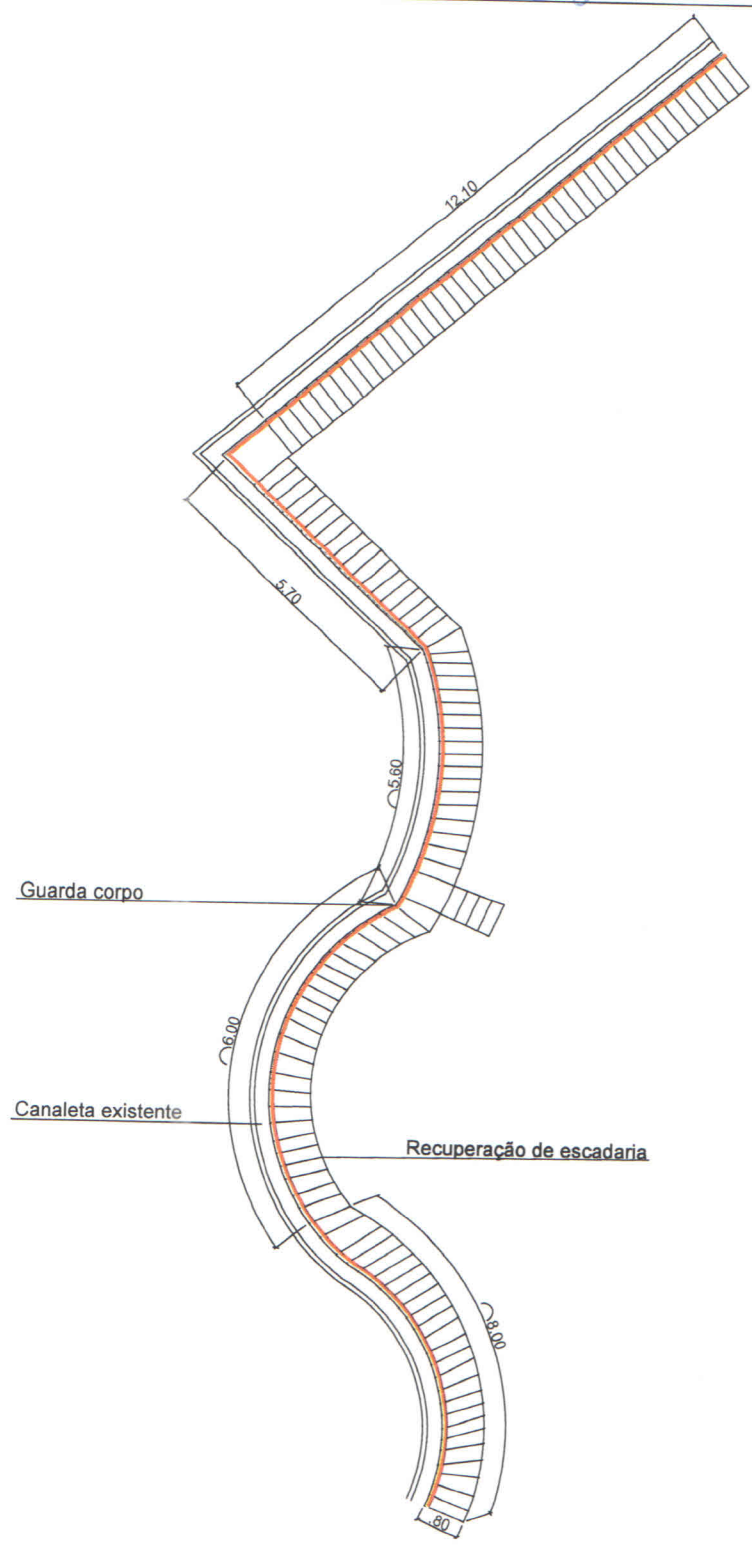 12,10
5,70
5,60
Guarda corpo
6,00
Canaleta existente
Recuperação de escadaria
8,00
,80